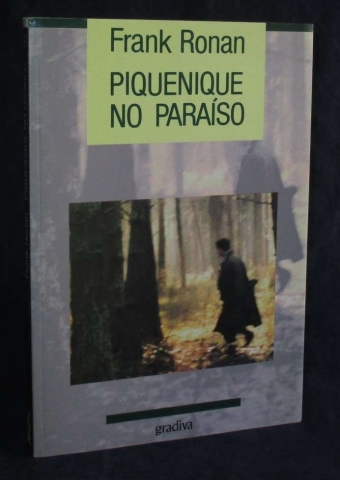 Frank Ronan
PIQUENIQUE
NO PARAÍSO
gradiva